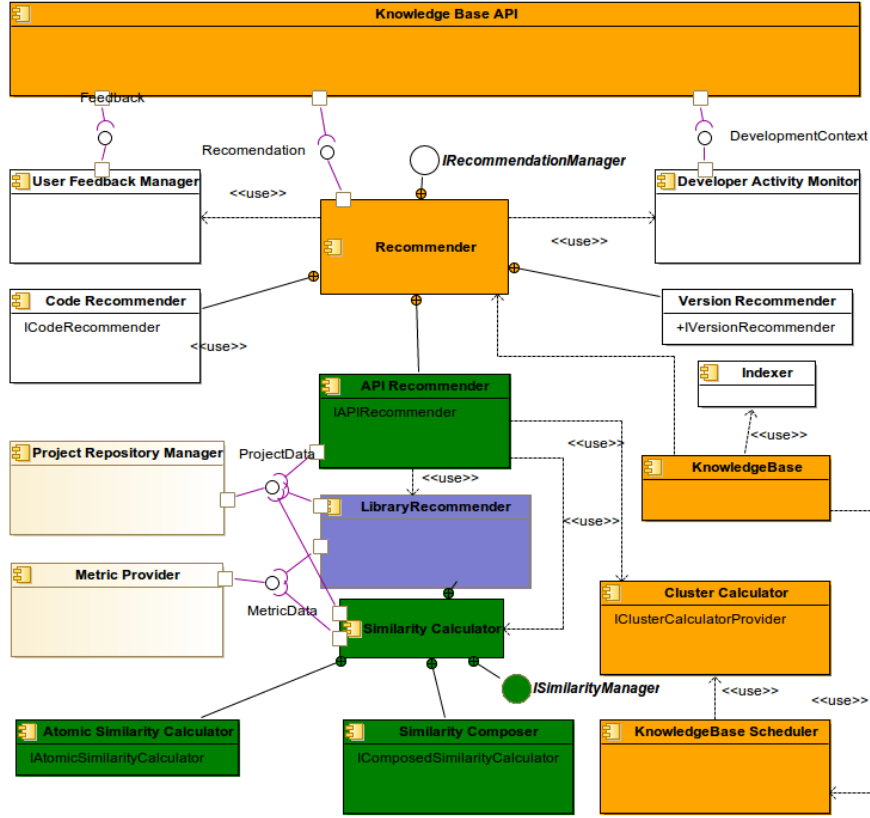 Knowledge Base API
Feedback
Recomendation
IRecommendationManager
DevelopmentContext
User Feedback Manager
<<use>>
Developer Activity Monitor
Recommender
<<use>>
Code Recommender
ICodeRecommender
<<use>>
Version Recommender
+IVersionRecommender
API Recommender
IAPIRecommender
Indexer
<<use>>
Project Repository Manager
ProjectData
<<use>>
<<use>>
KnowledgeBase
LibraryRecommender
<<use>>
Metric Provider
MetricData
Cluster Calculator
IClusterCalculatorProvider
Similarity Calculator
ISimilarityManager
<<use>>
<<use>>
Atomic Similarity Calculator
IAtomicSimilarityCalculator
Similarity Composer
IComposedSimilarityCalculator
KnowledgeBase Scheduler